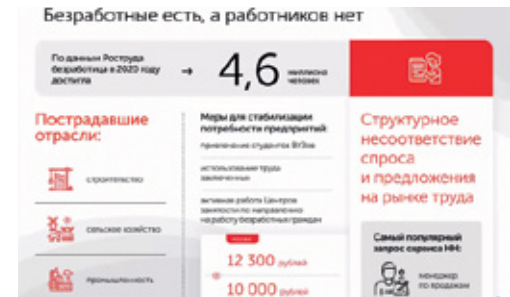 Безработные есть, а работников нет
По данным Роструда
безработица в 2020 году
достигла
→ 4,6 миллиона
человек
Пострадавшие
отрасли:
строительство
сельское хозяйство
промышленность
Меры для стабилизации
потребности предприятий:
привлечение студентов ВУЗов
использование труда
заключенных
активная работа Центров
занятости по направлению
на работу безработных граждан
12 300 рублей
10 000 рублей
Структурное
несоответствие
спроса
и предложения
на рынке труда
Самый популярный
запрос сервиса HH:
менеджер
по продажам